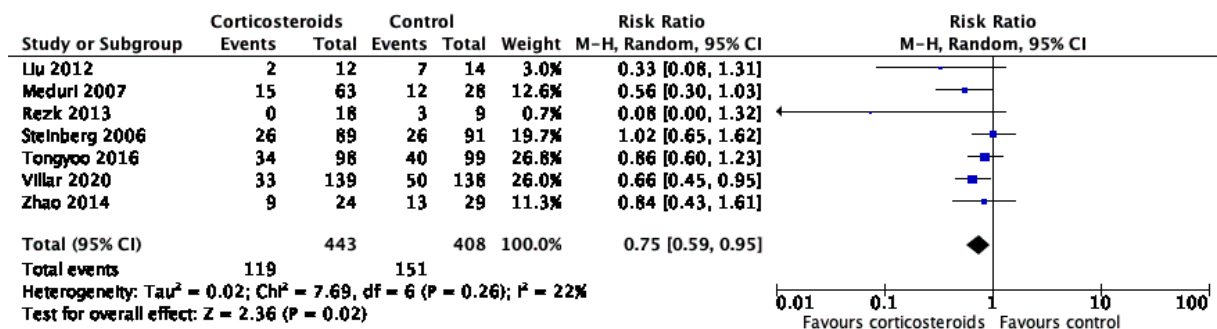 Corticosteroids Control Risk Ratio Risk Ratio
Study or Subgroup Events Total Events Total Weight M-H, Random, 95% CI M-H, Random, 95% CI
Liu 2012 2 12 7 14 3.0% 0.33 [0.08, 1.31]
Meduri 2007 15 63 12 28 12.6% 0.56 [0.30, 1.03]
Rezk 2013 0 18 3 9 0.7% 0.08 [0.00, 1.32]
Steinberg 2006 26 89 26 91 19.7% 1.02 [0.65, 1.62]
Tongyoo 2016 34 98 40 99 26.8% 0.86 [0.60, 1.23]
Villar 2020 33 139 50 138 26.0% 0.66 [0.45, 0.95]
Zhao 2014 9 24 13 29 11.3% 0.84 [0.43, 1.61]
Total (95% CI) 443 408 100.0% 0.75 [0.59, 0.95]
Total events 119 151
Heterogeneity: Tau² = 0.02; Chi² = 7.69, df = 6 (P = 0.26); I² = 22%
Test for overall effect: Z = 2.36 (P = 0.02)
0.01 0.1 1 10 100
Favours corticosteroids Favours control